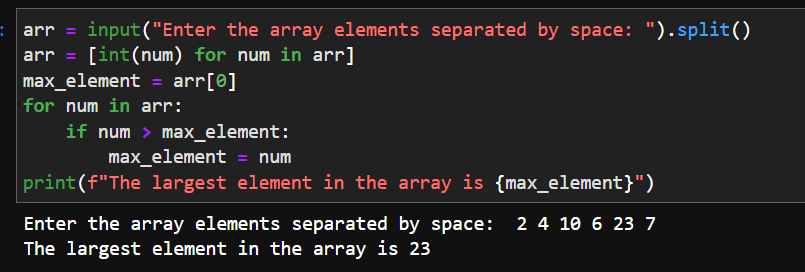 : arr = input("Enter the array elements separated by space: ").split()
arr = [int(num) for num in arr]
max_element = arr[0]
for num in arr:
    if num > max_element:
        max_element = num
print(f"The largest element in the array is {max_element}")
Enter the array elements separated by space:  2 4 10 6 23 7
The largest element in the array is 23